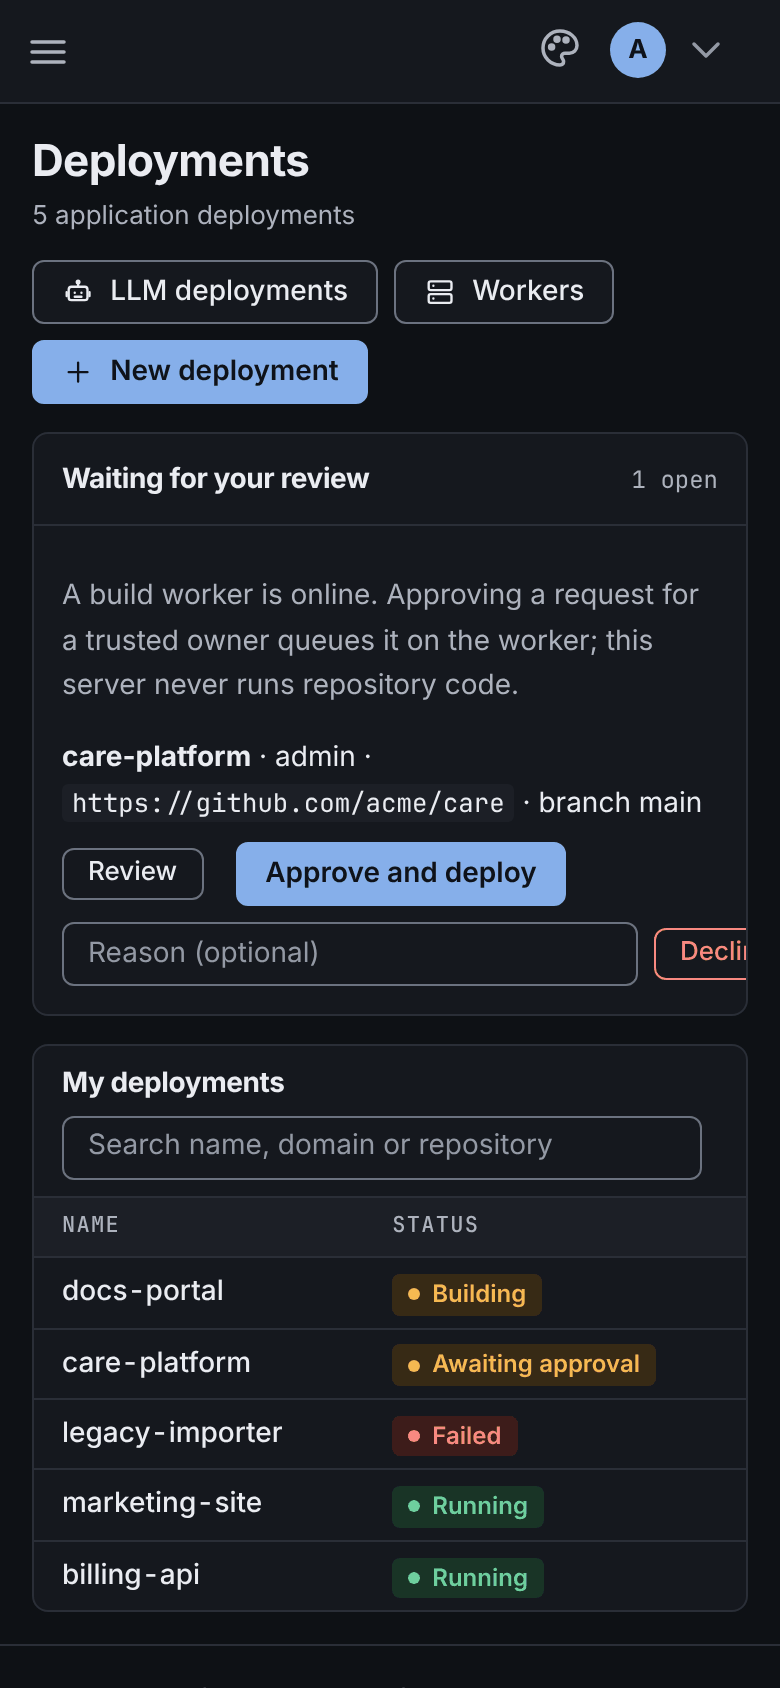 A
Deployments
5 application deployments
LLM deployments
Workers
New deployment
Waiting for your review
1 open
A build worker is online. Approving a request for
a trusted owner queues it on the worker; this
server never runs repository code.
care-platform · admin ·
https://github.com/acme/care · branch main
Review
Approve and deploy
Reason (optional)
My deployments
Search name, domain or repository
NAME STATUS
docs-portal Building
care-platform Awaiting approval
legacy-importer Failed
marketing-site Running
billing-api Running